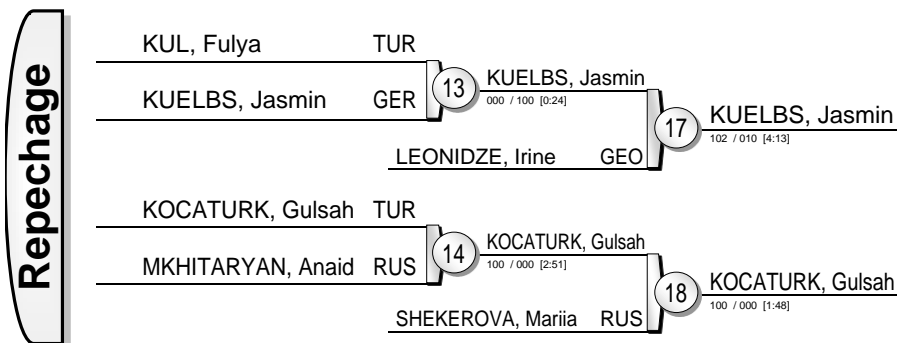 Repechage
KUL, Fulya TUR
KUELBS, Jasmin GER
13
KUELBS, Jasmin
000 / 100 [0:24]
LEONIDZE, Irine GEO
17
KUELBS, Jasmin
102 / 010 [4:13]
KOCATURK, Gulsah TUR
MKHITARYAN, Anaid RUS
14
KOCATURK, Gulsah
100 / 000 [2:51]
SHEKEROVA, Mariia RUS
18
KOCATURK, Gulsah
100 / 000 [1:48]